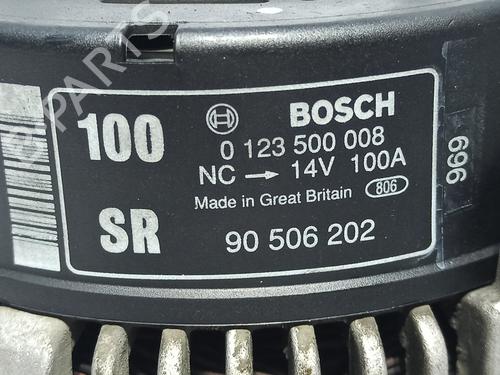 100
BOSCH
0 123 500 008
NC → 14V 100A
Made in Great Britain 806
SR
90 506 202
969
PARTS